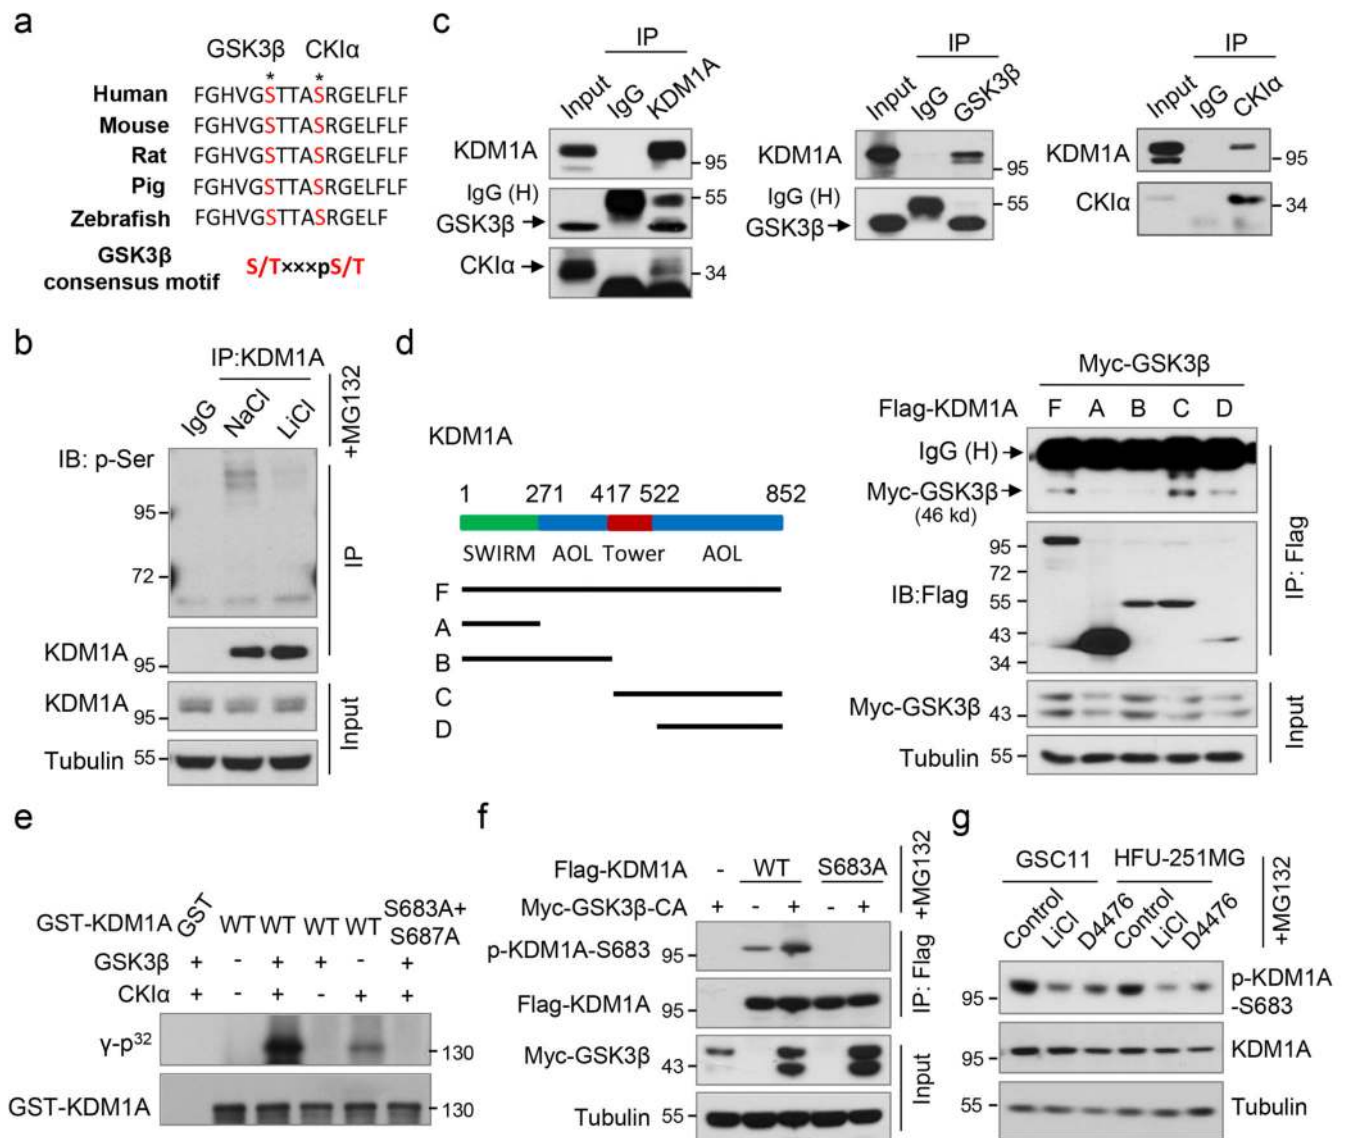 a
GSK3β CKIα
* *
Human FGHVGSTTASRGELFLF
Mouse FGHVGSTTASRGELFLF
Rat FGHVGSTTASRGELFLF
Pig FGHVGSTTASRGELFLF
Zebrafish FGHVGSTTASRGELF
GSK3β
consensus motif
S/T×××pS/T
b
IP:KDM1A
IgG NaCl LiCl
+MG132
IB: p-Ser
95
72
IP
KDM1A
95
KDM1A
95
Input
Tubulin 55
c
IP
Input IgG KDM1A
KDM1A
95
IgG (H)
55
GSK3β
CKIα
34
IP
Input IgG GSK3β
KDM1A
95
IgG (H)
55
GSK3β
IP
Input IgG CKIα
KDM1A
95
CKIα
34
d
KDM1A
1 271 417 522 852
SWIRM AOL Tower AOL
F
A
B
C
D
Myc-GSK3β
Flag-KDM1A F A B C D
IgG (H)
Myc-GSK3β
(46 kd)
95
72
IB:Flag 55
43
34
IP: Flag
Myc-GSK3β 43
Input
Tubulin 55
e
GST-KDM1A GST WT WT WT WT S683A+
S687A
GSK3β + - + + - +
CKIα + - + - + +
γ-p32
130
GST-KDM1A
130
f
Flag-KDM1A - WT S683A
Myc-GSK3β-CA + - + - +
+MG132
p-KDM1A-S683 95
Flag-KDM1A
95
IP: Flag
Myc-GSK3β
43
Input
Tubulin 55
g
GSC11 HFU-251MG
Control LiCl D4476 Control LiCl D4476
+MG132
95
p-KDM1A
-S683
95
KDM1A
55
Tubulin